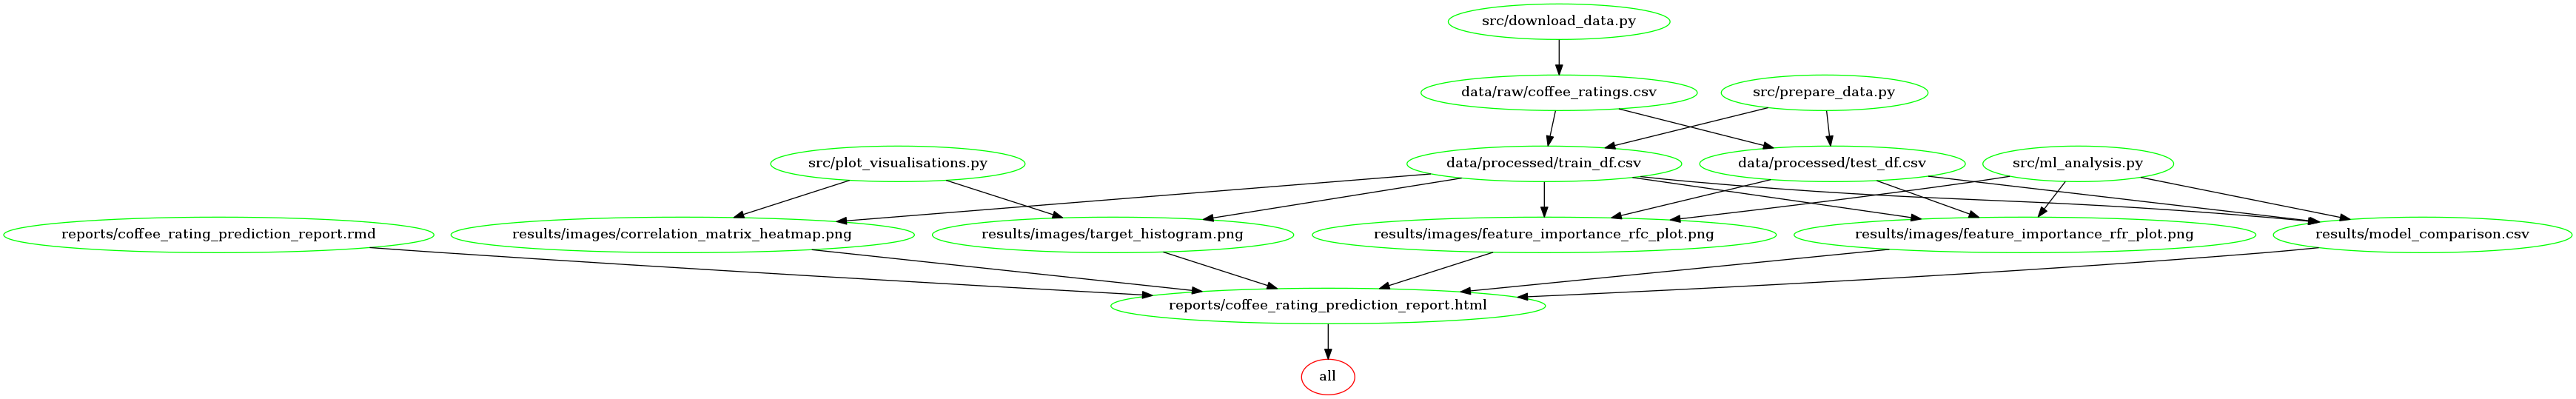 src/download_data.py
data/raw/coffee_ratings.csv
src/prepare_data.py
src/plot_visualisations.py
data/processed/train_df.csv
data/processed/test_df.csv
src/ml_analysis.py
reports/coffee_rating_prediction_report.rmd
results/images/correlation_matrix_heatmap.png
results/images/target_histogram.png
results/images/feature_importance_rfc_plot.png
results/images/feature_importance_rfr_plot.png
results/model_comparison.csv
reports/coffee_rating_prediction_report.html
all